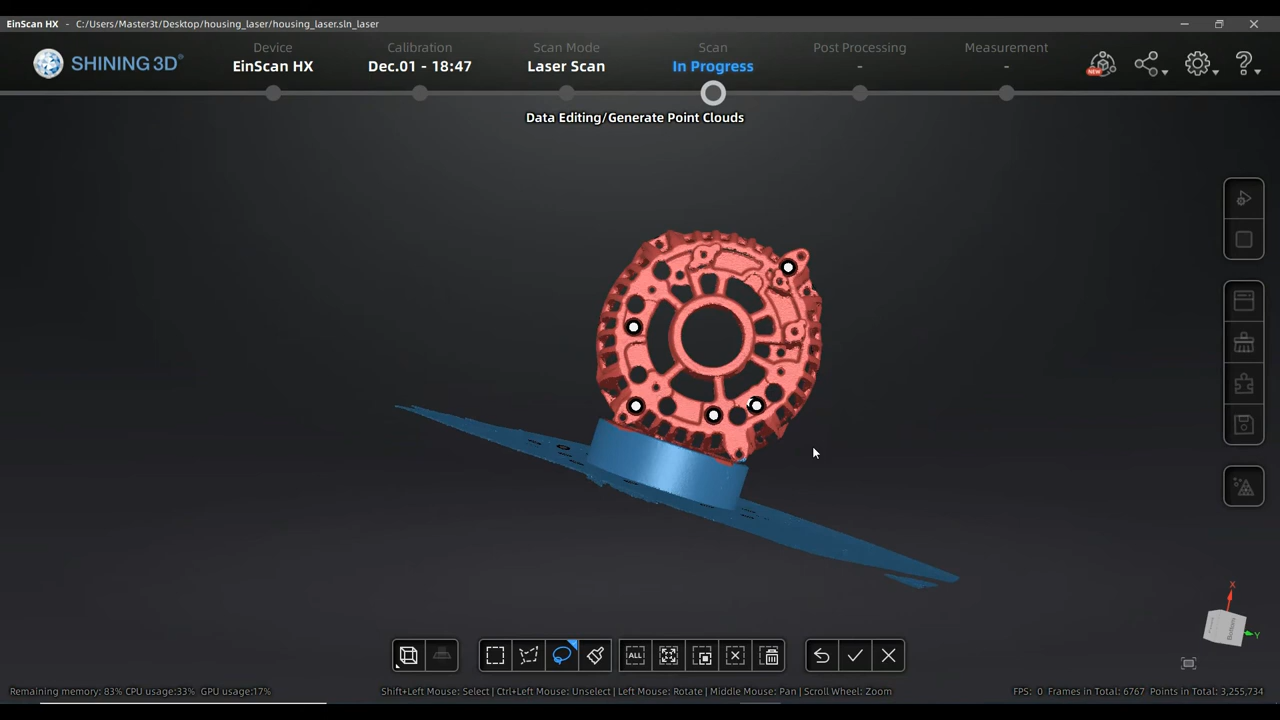 EinScan HX - C:/Users/Master3t/Desktop/housing_laser/housing_laser.sln_laser
SHINING 3D®
Device
EinScan HX
Calibration
Dec.01 - 18:47
Scan Mode
Laser Scan
Scan
In Progress
Post Processing
-
Measurement
-
NEW
?
Data Editing/Generate Point Clouds
X
Y
Bottom
ALL
Remaining memory: 83% CPU usage:33% GPU usage:17%
Shift+Left Mouse: Select | Ctrl+Left Mouse: Unselect | Left Mouse: Rotate | Middle Mouse: Pan | Scroll Wheel: Zoom
FPS: 0 Frames in Total: 6767 Points in Total: 3,255,734